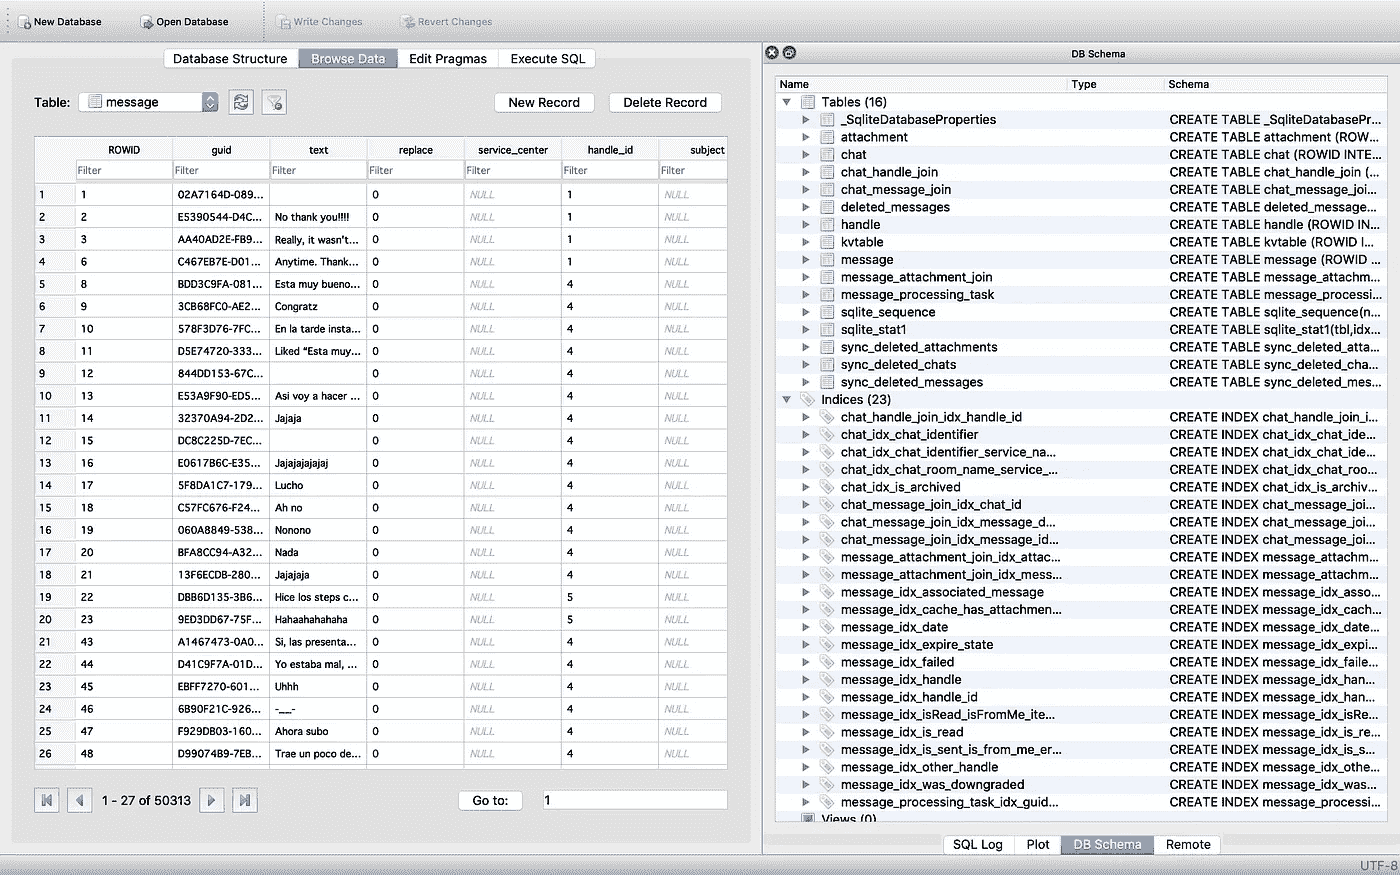 New Database Open Database Write Changes Revert Changes
Database Structure Browse Data Edit Pragmas Execute SQL
Table: message New Record Delete Record
ROWID guid text replace service_center handle_id subject
Filter Filter Filter Filter Filter Filter Filter
1 1 02A7164D-089... 0 NULL 1 NULL
2 2 E5390544-D4C... No thank you!!!! 0 NULL 1 NULL
3 3 AA40AD2E-FB9... Really, it wasn't... 0 NULL 1 NULL
4 6 C467EB7E-D01... Anytime. Thank... 0 NULL 1 NULL
5 8 BDD3C9FA-081... Esta muy bueno... 0 NULL 4 NULL
6 9 3CB68FC0-AE2... Congratz 0 NULL 4 NULL
7 10 578F3D76-7FC... En la tarde insta... 0 NULL 4 NULL
8 11 D5E74720-333... Liked “Esta muy... 0 NULL 4 NULL
9 12 844DD153-67C... 0 NULL 4 NULL
10 13 E53A9F90-ED5... Asi voy a hacer ... 0 NULL 4 NULL
11 14 32370A94-2D2... Jajaja 0 NULL 4 NULL
12 15 DC8C225D-7EC... 0 NULL 4 NULL
13 16 E0617B6C-E35... Jajajajajajaj 0 NULL 4 NULL
14 17 5F8DA1C7-179... Lucho 0 NULL 4 NULL
15 18 C57FC676-F24... Ah no 0 NULL 4 NULL
16 19 060A8849-538... Nonono 0 NULL 4 NULL
17 20 BFA8CC94-A32... Nada 0 NULL 4 NULL
18 21 13F6ECDB-280... Jajajaja 0 NULL 4 NULL
19 22 DBB6D135-3B6... Hice los steps c... 0 NULL 5 NULL
20 23 9ED3DD67-75F... Hahaahahahaha 0 NULL 5 NULL
21 43 A1467473-0A0... Si, las presenta... 0 NULL 4 NULL
22 44 D41C9F7A-01D... Yo estaba mal, ... 0 NULL 4 NULL
23 45 EBFF7270-601... Uhhh 0 NULL 4 NULL
24 46 6B90F21C-926... -__- 0 NULL 4 NULL
25 47 F929DB03-160... Ahora subo 0 NULL 4 NULL
26 48 D99074B9-7EB... Trae un poco de... 0 NULL 4 NULL
1 - 27 of 50313 Go to: 1
DB Schema
Name Type Schema
Tables (16)
_SqliteDatabaseProperties CREATE TABLE _SqliteDatabasePr...
attachment CREATE TABLE attachment (ROW...
chat CREATE TABLE chat (ROWID INTE...
chat_handle_join CREATE TABLE chat_handle_join (...
chat_message_join CREATE TABLE chat_message_joi...
deleted_messages CREATE TABLE deleted_message...
handle CREATE TABLE handle (ROWID IN...
kvtable CREATE TABLE kvtable (ROWID I...
message CREATE TABLE message (ROWID ...
message_attachment_join CREATE TABLE message_attachm...
message_processing_task CREATE TABLE message_processi...
sqlite_sequence CREATE TABLE sqlite_sequence(n...
sqlite_stat1 CREATE TABLE sqlite_stat1(tbl,idx...
sync_deleted_attachments CREATE TABLE sync_deleted_atta...
sync_deleted_chats CREATE TABLE sync_deleted_cha...
sync_deleted_messages CREATE TABLE sync_deleted_mes...
Indices (23)
chat_handle_join_idx_handle_id CREATE INDEX chat_handle_join_i...
chat_idx_chat_identifier CREATE INDEX chat_idx_chat_ide...
chat_idx_chat_identifier_service_na... CREATE INDEX chat_idx_chat_ide...
chat_idx_chat_room_name_service_... CREATE INDEX chat_idx_chat_roo...
chat_idx_is_archived CREATE INDEX chat_idx_is_archiv...
chat_message_join_idx_chat_id CREATE INDEX chat_message_joi...
chat_message_join_idx_message_d... CREATE INDEX chat_message_joi...
chat_message_join_idx_message_id... CREATE INDEX chat_message_joi...
message_attachment_join_idx_attac... CREATE INDEX message_attachm...
message_attachment_join_idx_mess... CREATE INDEX message_attachm...
message_idx_associated_message CREATE INDEX message_idx_asso...
message_idx_cache_has_attachmen... CREATE INDEX message_idx_cach...
message_idx_date CREATE INDEX message_idx_date...
message_idx_expire_state CREATE INDEX message_idx_expi...
message_idx_failed CREATE INDEX message_idx_faile...
message_idx_handle CREATE INDEX message_idx_han...
message_idx_handle_id CREATE INDEX message_idx_han...
message_idx_isRead_isFromMe_ite... CREATE INDEX message_idx_isRe...
message_idx_is_read CREATE INDEX message_idx_is_re...
message_idx_is_sent_is_from_me_er... CREATE INDEX message_idx_is_s...
message_idx_other_handle CREATE INDEX message_idx_othe...
message_idx_was_downgraded CREATE INDEX message_idx_was...
message_processing_task_idx_guid... CREATE INDEX message_processi...
Views (0)
SQL Log Plot DB Schema Remote
UTF-8